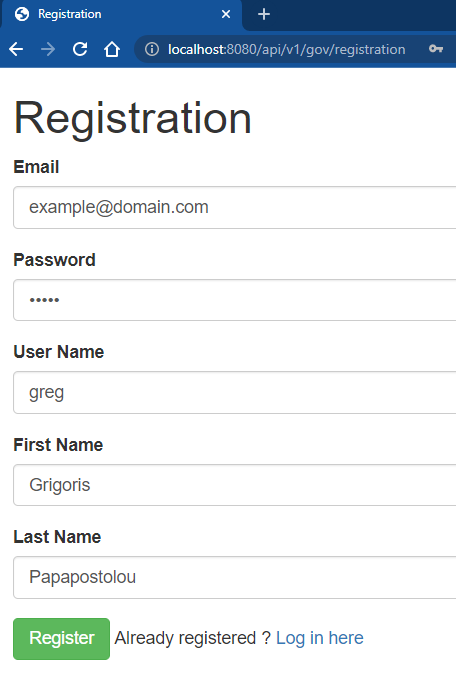 Registration
localhost:8080/api/v1/gov/registration
Registration
Email
example@domain.com
Password
•••••
User Name
greg
First Name
Grigoris
Last Name
Papapostolou
Register Already registered ? Log in here